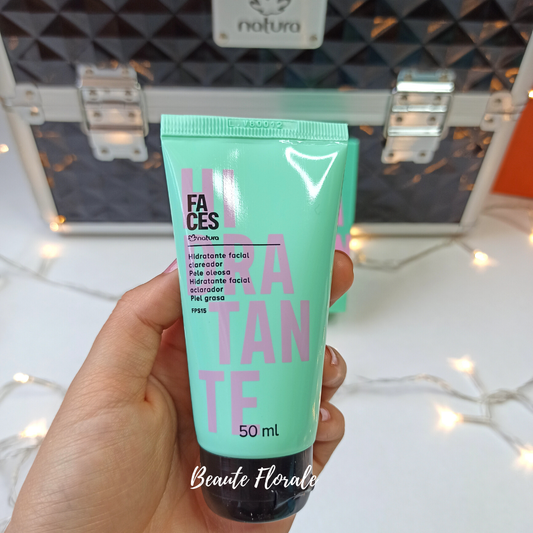 natura
HI
DRA
TAN
TE
FA
CES
natura
Hidratante facial
clareador
Pele oleosa
Hidratante facial
aclarador
Piel grasa
FPS15
50 ml
Beaute Florale